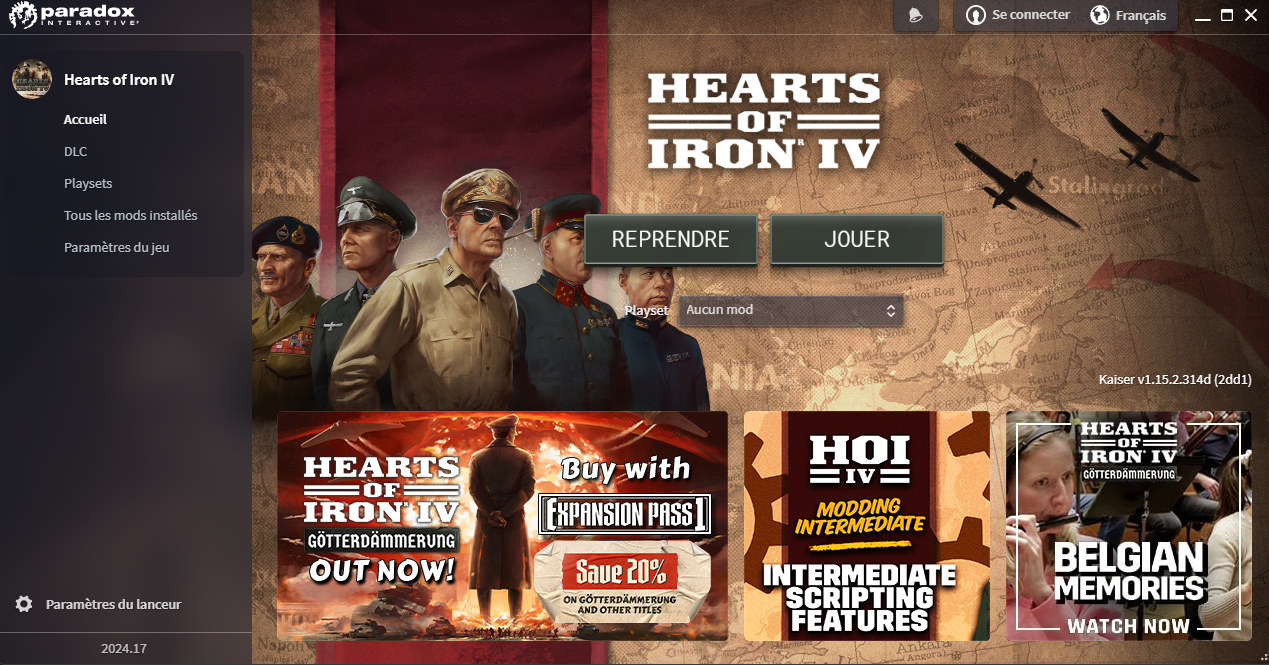 paradox
INTERACTIVE
Se connecter
Français
Hearts of Iron IV
Accueil
DLC
Playsets
Tous les mods installés
Paramètres du jeu
HEARTS
OF
IRON IV
Stalingrad
REPRENDRE
JOUER
Playset
Aucun mod
Kaiser v1.15.2.314d (2dd1)
HEARTS
OF
IRON IV
GÖTTERDÄMMERUNG
OUT NOW!
Buy with
EXPANSION PASS 1
Save 20%
ON GÖTTERDÄMMERUNG
AND OTHER TITLES
HOI
IV
MODDING
INTERMEDIATE
INTERMEDIATE
SCRIPTING
FEATURES
HEARTS
OF
IRON IV
GÖTTERDÄMMERUNG
BELGIAN
MEMORIES
WATCH NOW
Paramètres du lanceur
2024.17